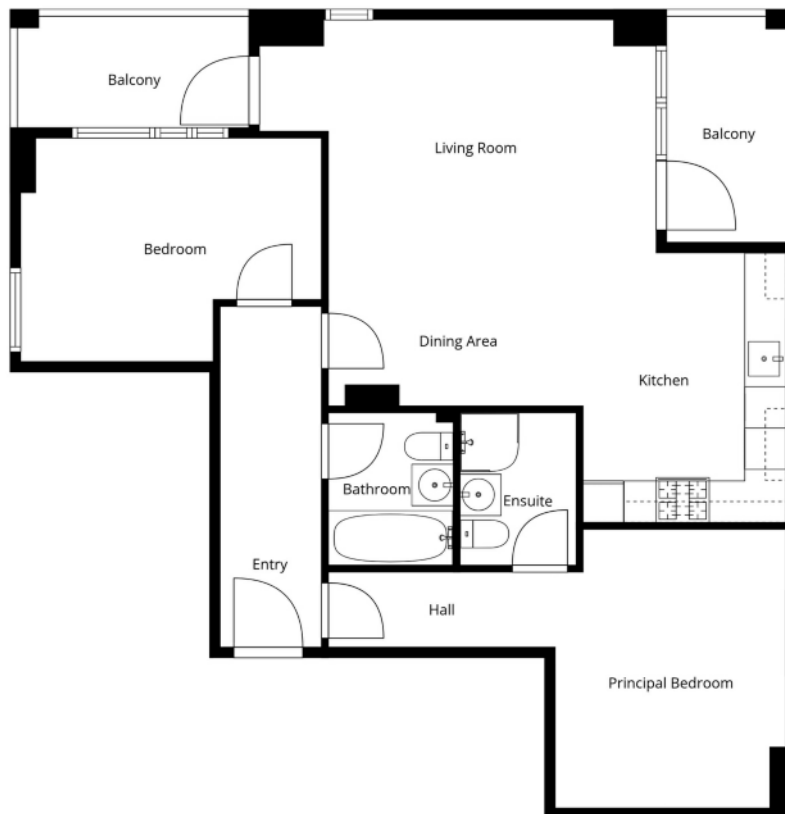 Balcony
Living Room
Balcony
Bedroom
Dining Area
Kitchen
Bathroom
Ensuite
Entry
Hall
Principal Bedroom